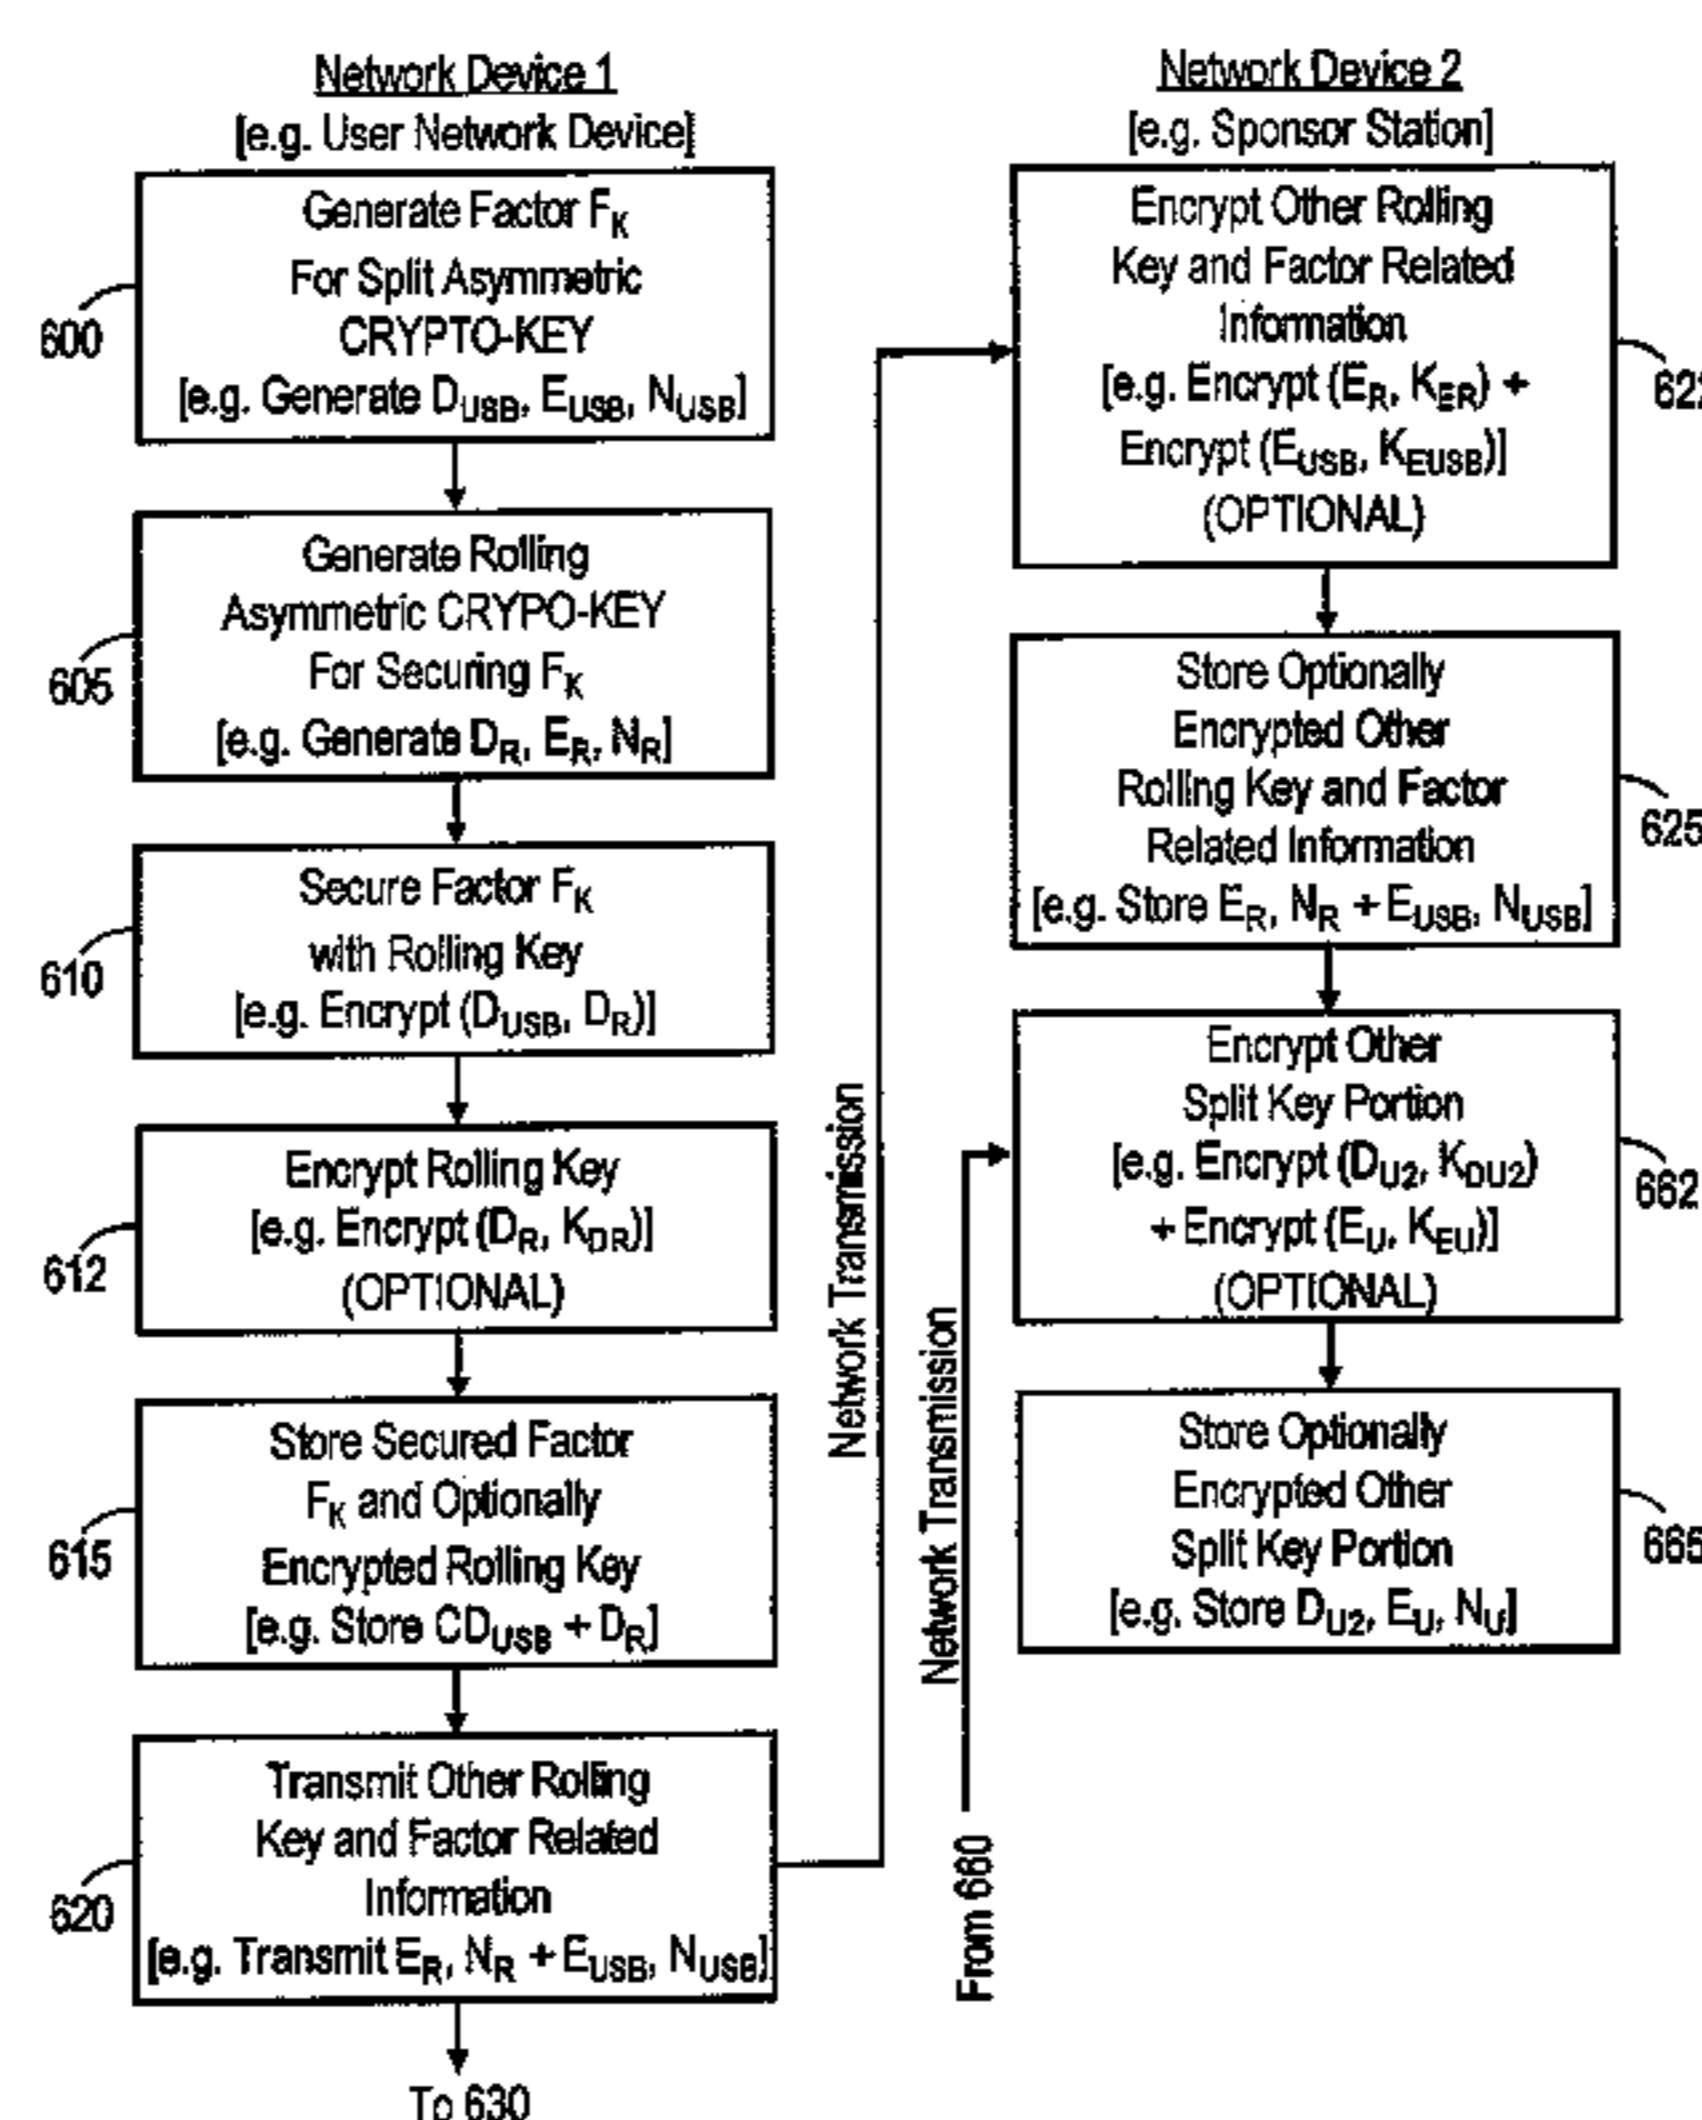 Network Device 1
[e.g. User Network Device]
Generate Factor FK
For Split Asymmetric
CRYPTO-KEY
[e.g. Generate DUSB, EUSB, NUSB]
600
Generate Rolling
Asymmetric CRYPO-KEY
For Securing FK
[e.g. Generate DR, ER, NR]
605
Secure Factor FK
with Rolling Key
[e.g. Encrypt (DUSB, DR)]
610
Encrypt Rolling Key
[e.g. Encrypt (DR, KDR)]
(OPTIONAL)
612
Store Secured Factor
FK and Optionally
Encrypted Rolling Key
[e.g. Store CDUSB + DR]
615
Transmit Other Rolling
Key and Factor Related
Information
[e.g. Transmit ER, NR + EUSB, NUSB]
620
To 630
Network Transmission
Network Transmission
From 660
Network Device 2
[e.g. Sponsor Station]
Encrypt Other Rolling
Key and Factor Related
Information
[e.g. Encrypt (ER, KER) +
Encrypt (EUSB, KEUSB)]
(OPTIONAL)
622
Store Optionally
Encrypted Other
Rolling Key and Factor
Related Information
[e.g. Store ER, NR + EUSB, NUSB]
625
Encrypt Other
Split Key Portion
[e.g. Encrypt (DU2, KDU2)
+ Encrypt (EU, KEU)]
(OPTIONAL)
662
Store Optionally
Encrypted Other
Split Key Portion
[e.g. Store DU2, EU, NU]
665